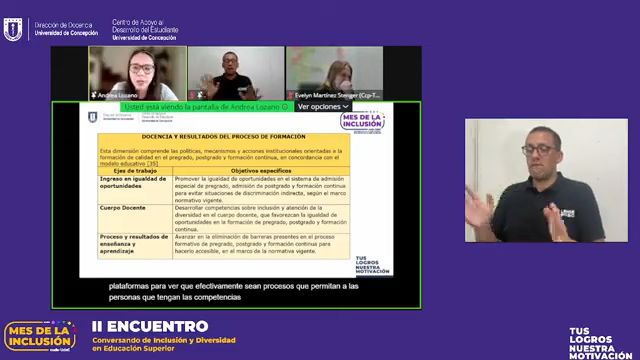 Dirección de Docencia
Universidad de Concepción
Centro de Apoyo al
Desarrollo del Estudiante
Universidad de Concepción
Andrea Lozano
Evelyn Martínez Stenger (Ccp-T...
Usted está viendo la pantalla de Andrea Lozano
Ver opciones
MES DE LA
INCLUSIÓN
DOCENCIA Y RESULTADOS DEL PROCESO DE FORMACIÓN
Esta dimensión comprende las políticas, mecanismos y acciones institucionales orientadas a la
formación de calidad en el pregrado, postgrado y formación continua, en concordancia con el
modelo educativo [35]
Ejes de trabajo
Objetivos específicos
Ingreso en igualdad de
oportunidades
Promover la igualdad de oportunidades en el sistema de admisión
especial de pregrado, admisión de postgrado y formación continua
para evitar situaciones de discriminación indirecta, según el marco
normativo vigente.
Cuerpo Docente
Desarrollar competencias sobre inclusión y atención de la
diversidad en el cuerpo docente, que favorezcan la igualdad de
oportunidades en la formación de pregrado, postgrado y formación
continua.
Proceso y resultados de
enseñanza y
aprendizaje
Avanzar en la eliminación de barreras presentes en el proceso
formativo de pregrado, postgrado y formación continua para
hacerlo accesible, en el marco de la normativa vigente.
TUS
LOGROS
NUESTRA
MOTIVACIÓN
plataformas para ver que efectivamente sean procesos que permitan a las
personas que tengan las competencias
MES DE LA
INCLUSIÓN
II ENCUENTRO
Conversando de Inclusión y Diversidad
en Educación Superior
TUS
LOGROS
NUESTRA
MOTIVACIÓN